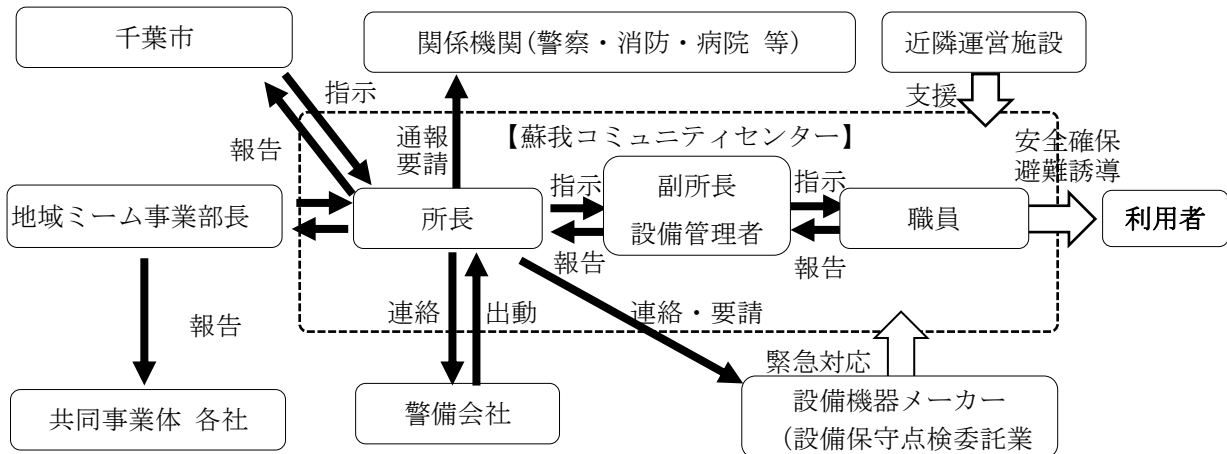 千葉市
関係機関(警察・消防・病院 等)
近隣運営施設
指示
支援
報告
通報
要請
【蘇我コミュニティセンター】
安全確保
避難誘導
地域ミーム事業部長
所長
指示
副所長
設備管理者
指示
職員
利用者
報告
報告
報告
連絡
出動
連絡・要請
緊急対応
共同事業体 各社
警備会社
設備機器メーカー
(設備保守点検委託業